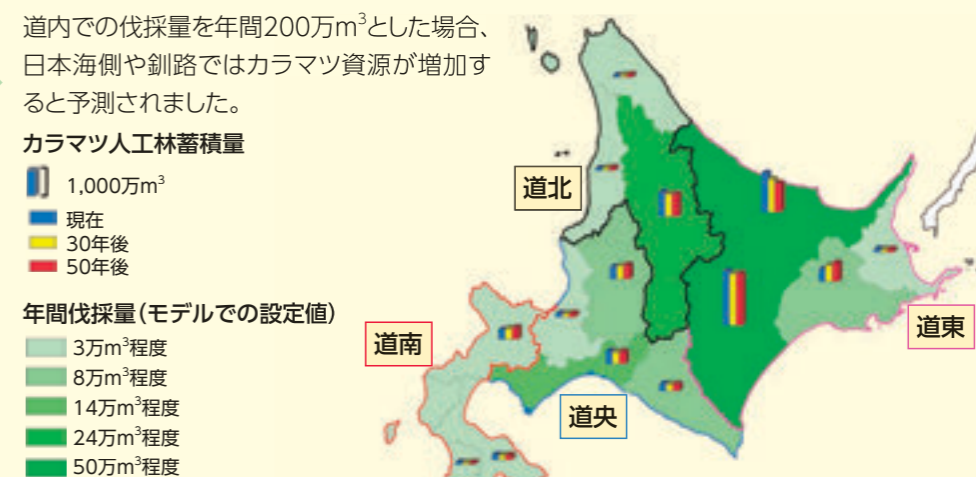 道内での伐採量を年間200万m³とした場合、
日本海側や釧路ではカラマツ資源が増加す
ると予測されました。
カラマツ人工林蓄積量
1,000万m³
現在
30年後
50年後
年間伐採量(モデルでの設定値)
3万m³程度
8万m³程度
14万m³程度
24万m³程度
50万m³程度
道北
道東
道南
道央